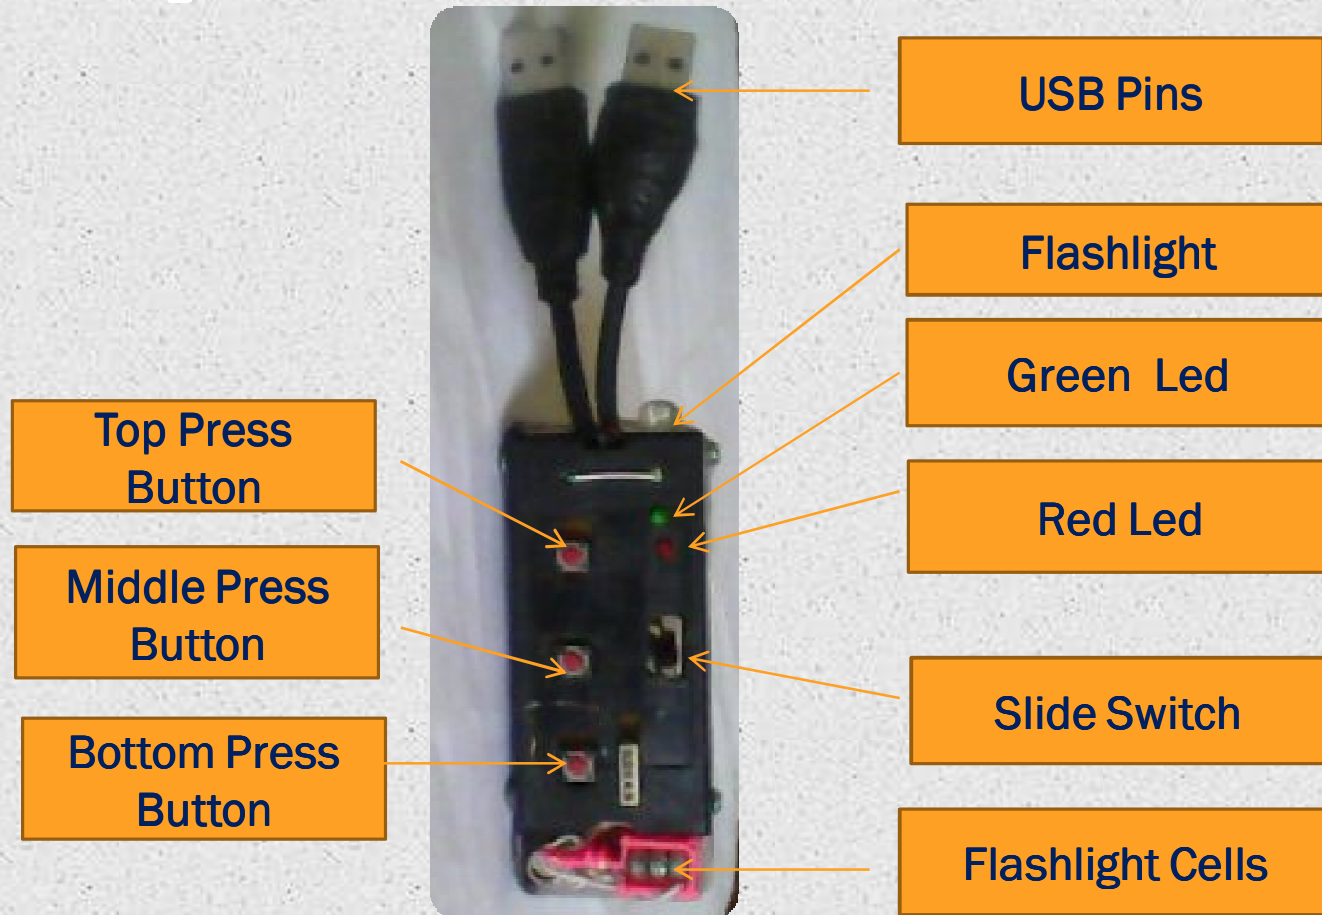 USB Pins
Flashlight
Green Led
Top Press
Button
Red Led
Middle Press
Button
Slide Switch
Bottom Press
Button
Flashlight Cells